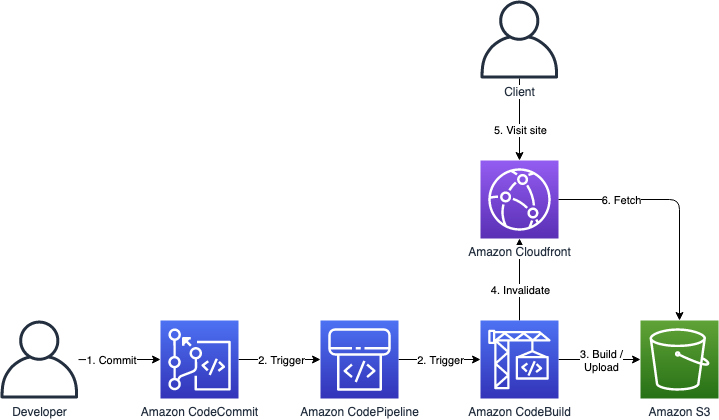 Client
5. Visit site
6. Fetch
Amazon Cloudfront
4. Invalidate
1. Commit
2. Trigger
2. Trigger
3. Build /
Upload
Developer
Amazon CodeCommit
Amazon CodePipeline
Amazon CodeBuild
Amazon S3